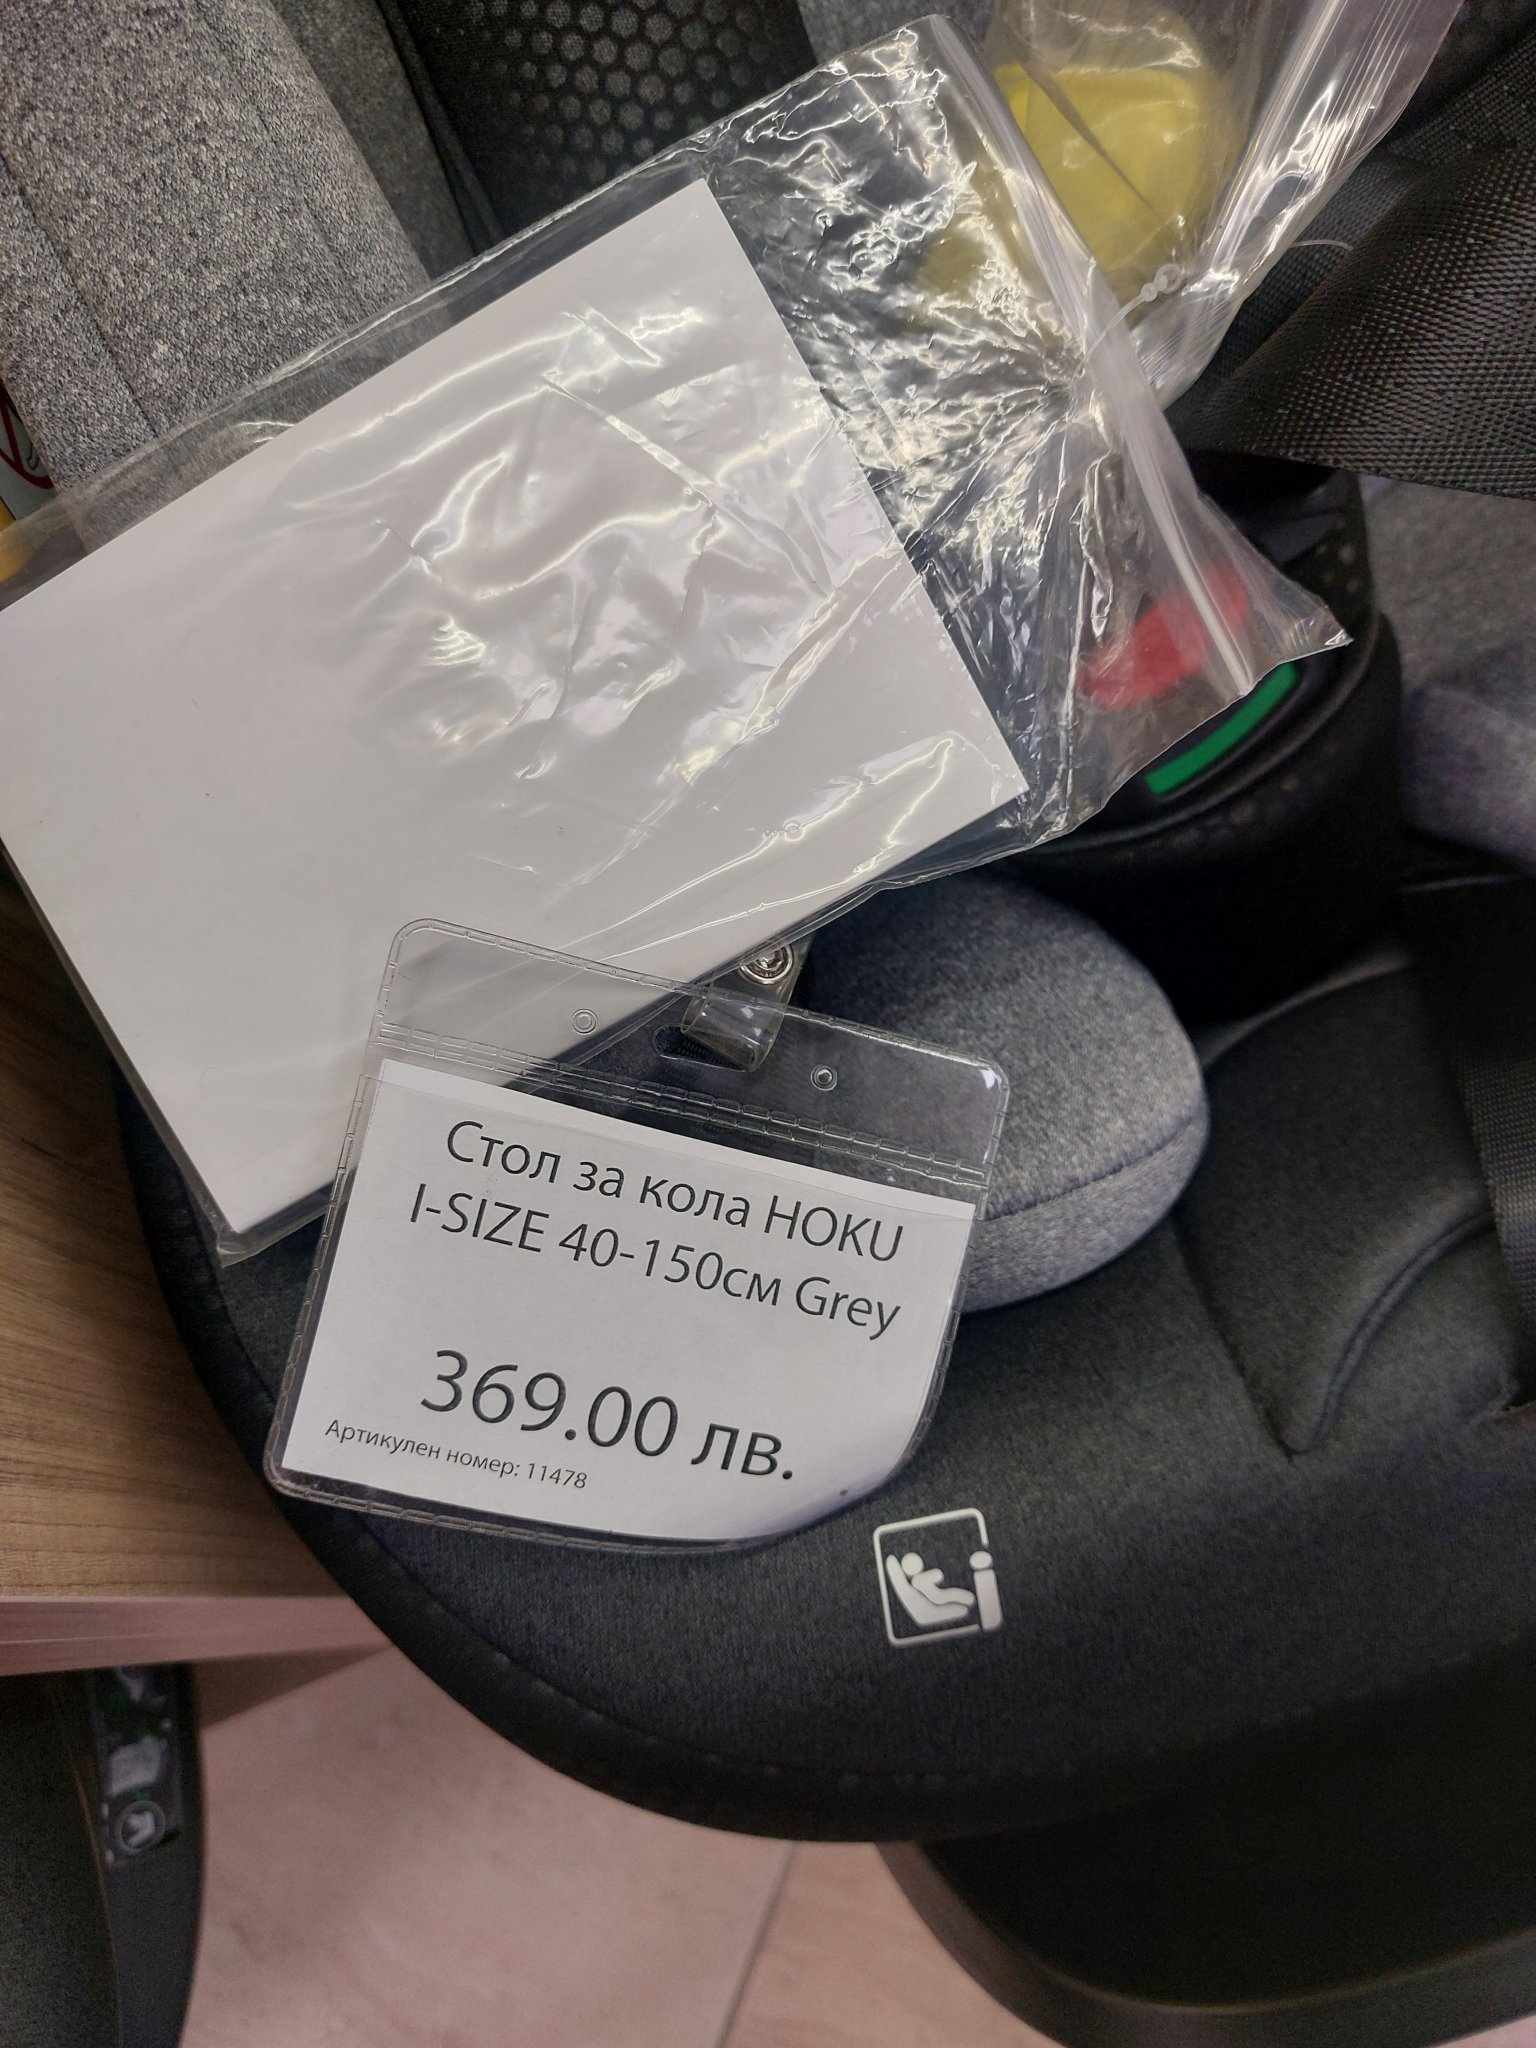 Стол за кола HOKU
I-SIZE 40-150см Grey
369.00 лв.
Артикулен номер: 11478